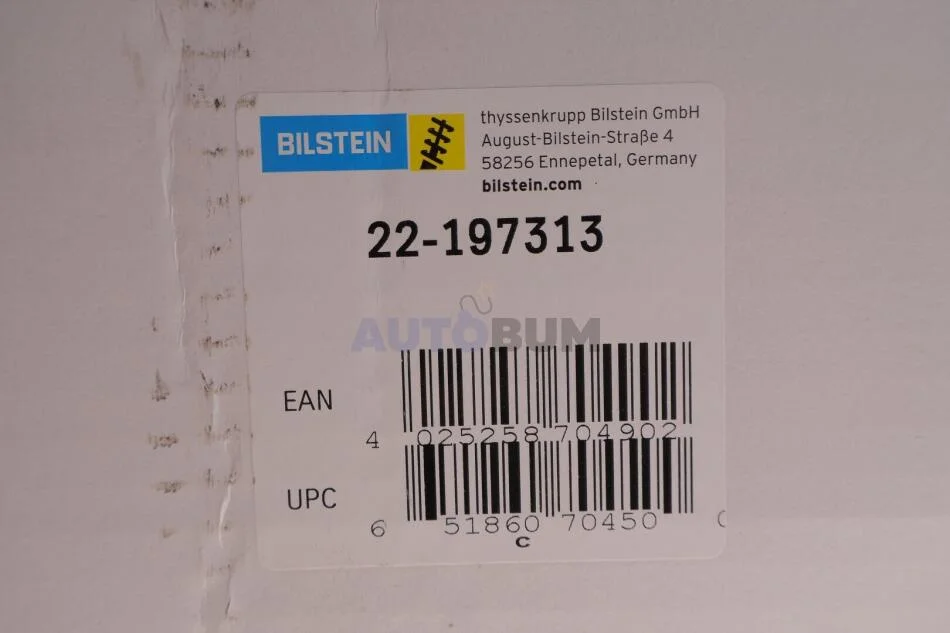 BILSTEIN
thyssenkrupp Bilstein GmbH
August-Bilstein-Straße 4
58256 Ennepetal, Germany
bilstein.com
22-197313
AUTOBUM
EAN
4 025258 704902
UPC
6 51860 70450
C